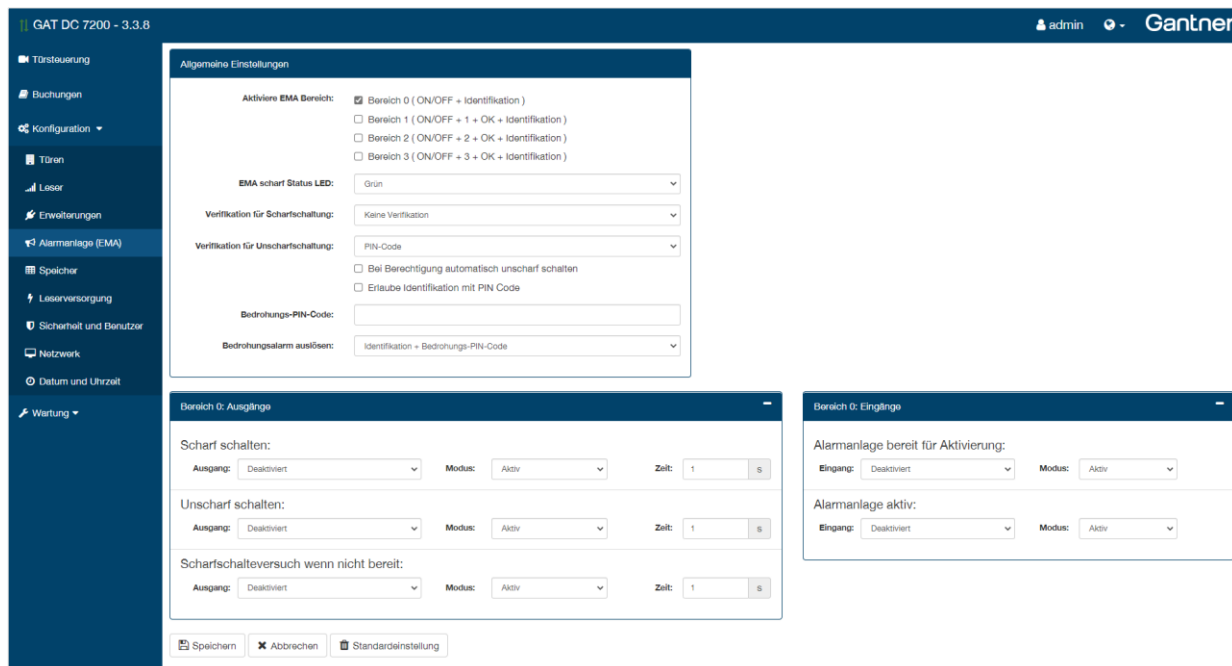 GAT DC 7200 - 3.3.8
admin
Gantner
Türsteuerung
Buchungen
Konfiguration
Türen
Leser
Erweiterungen
Alarmanlage (EMA)
Speicher
Leserversorgung
Sicherheit und Benutzer
Netzwerk
Datum und Uhrzeit
Wartung
Allgemeine Einstellungen
Aktiviere EMA Bereich:
Bereich 0 ( ON/OFF + Identifikation )
Bereich 1 ( ON/OFF + 1 + OK + Identifikation )
Bereich 2 ( ON/OFF + 2 + OK + Identifikation )
Bereich 3 ( ON/OFF + 3 + OK + Identifikation )
EMA scharf Status LED: Grün
Verifikation für Scharfschaltung: Keine Verifikation
Verifikation für Unscharfschaltung: PIN-Code
Bei Berechtigung automatisch unscharf schalten
Erlaube Identifikation mit PIN Code
Bedrohungs-PIN-Code:
Bedrohungsalarm auslösen: Identifikation + Bedrohungs-PIN-Code
Bereich 0: Ausgänge
Scharf schalten:
Ausgang: Deaktiviert Modus: Aktiv Zeit: 1 s
Unscharf schalten:
Ausgang: Deaktiviert Modus: Aktiv Zeit: 1 s
Scharfschalteversuch wenn nicht bereit:
Ausgang: Deaktiviert Modus: Aktiv Zeit: 1 s
Bereich 0: Eingänge
Alarmanlage bereit für Aktivierung:
Eingang: Deaktiviert Modus: Aktiv
Alarmanlage aktiv:
Eingang: Deaktiviert Modus: Aktiv
Speichern
Abbrechen
Standardeinstellung